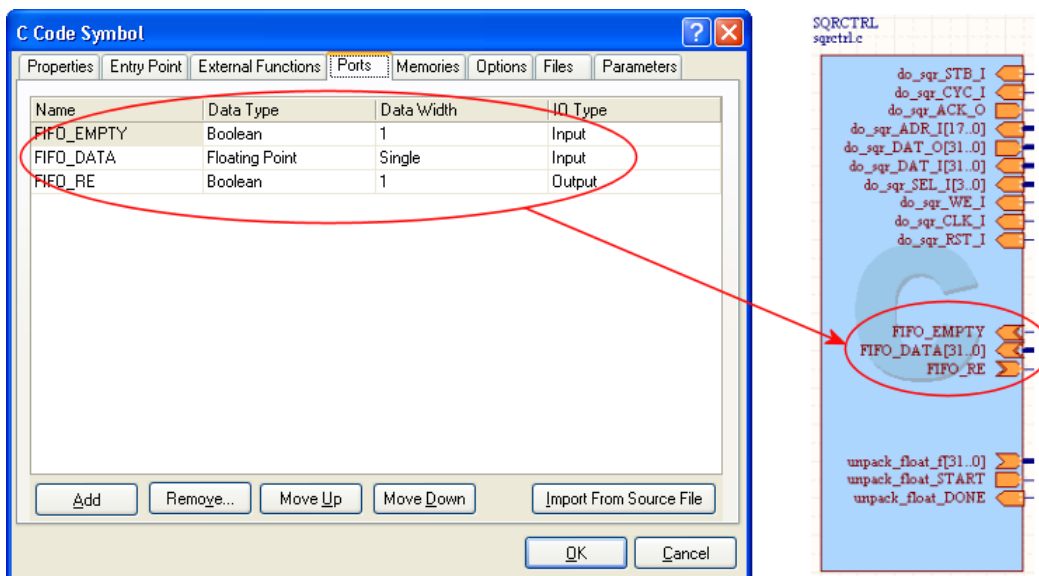 C Code Symbol
Properties Entry Point External Functions Ports Memories Options Files Parameters
Name Data Type Data Width IO Type
FIFO_EMPTY Boolean 1 Input
FIFO_DATA Floating Point Single Input
FIFO_RE Boolean 1 Output
Add Remove... Move Up Move Down Import From Source File
OK Cancel
SQRCTRL
sqrctrl.c
do_sqr_STB_I
do_sqr_CYC_I
do_sqr_ACK_O
do_sqr_ADR_I[17..0]
do_sqr_DAT_O[31..0]
do_sqr_DAT_I[31..0]
do_sqr_SEL_I[3..0]
do_sqr_WE_I
do_sqr_CLK_I
do_sqr_RST_I
C
FIFO_EMPTY
FIFO_DATA[31..0]
FIFO_RE
unpack_float_f[31..0]
unpack_float_START
unpack_float_DONE